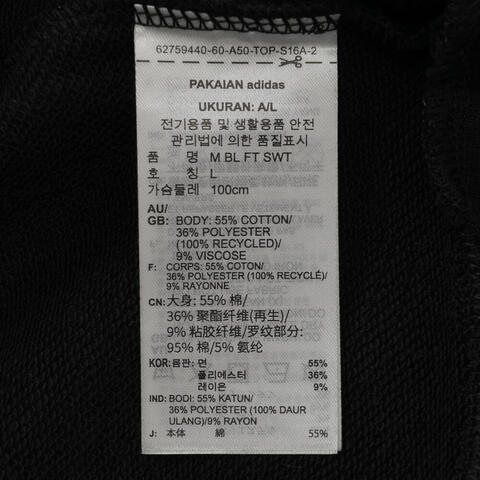 62759440-60-A50-TOP-S16A-2
PAKAIAN adidas
UKURAN: A/L
전기용품 및 생활용품 안전
관리법에 의한 품질표시
품 명 M BL FT SWT
호 칭 L
가슴둘레 100cm
AU/
GB: BODY: 55% COTTON/
36% POLYESTER
(100% RECYCLED)/
9% VISCOSE
F: CORPS: 55% COTON/
36% POLYESTER (100% RECYCLÉ)/
9% RAYONNE
CN: 大身: 55% 棉/
36% 聚酯纤维(再生)/
9% 粘胶纤维/罗纹部分:
95% 棉/5% 氨纶
KOR: 몸판: 면 55%
폴리에스터 36%
레이온 9%
IND: BODI: 55% KATUN/
36% POLYESTER (100% DAUR
ULANG)/9% RAYON
J: 本体 綿 55%